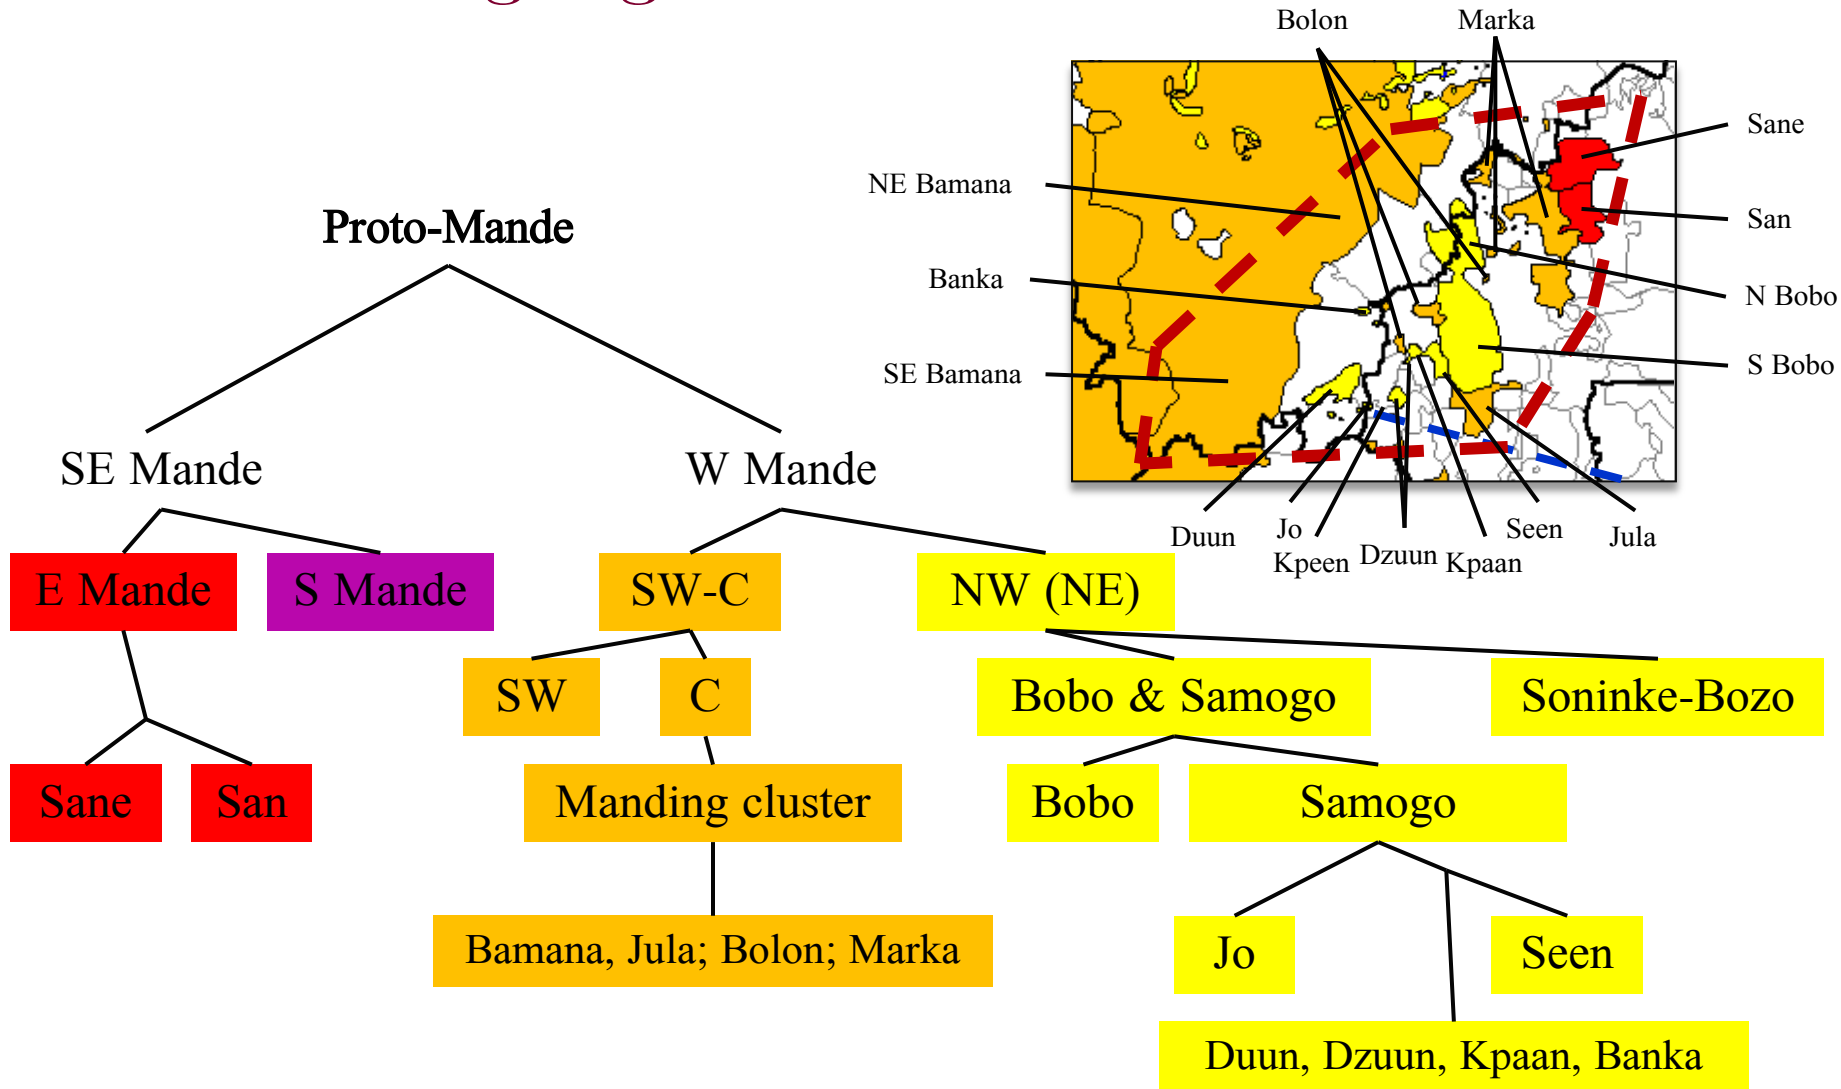 Bolon
Marka
Sane
NE Bamana
San
Proto-Mande
Banka
N Bobo
S Bobo
SE Bamana
SE Mande
W Mande
Duun
Jo
Kpeen
Dzuun
Kpaan
Seen
Jula
E Mande
S Mande
SW-C
NW (NE)
SW
C
Bobo & Samogo
Soninke-Bozo
Sane
San
Manding cluster
Bobo
Samogo
Bamana, Jula; Bolon; Marka
Jo
Seen
Duun, Dzuun, Kpaan, Banka